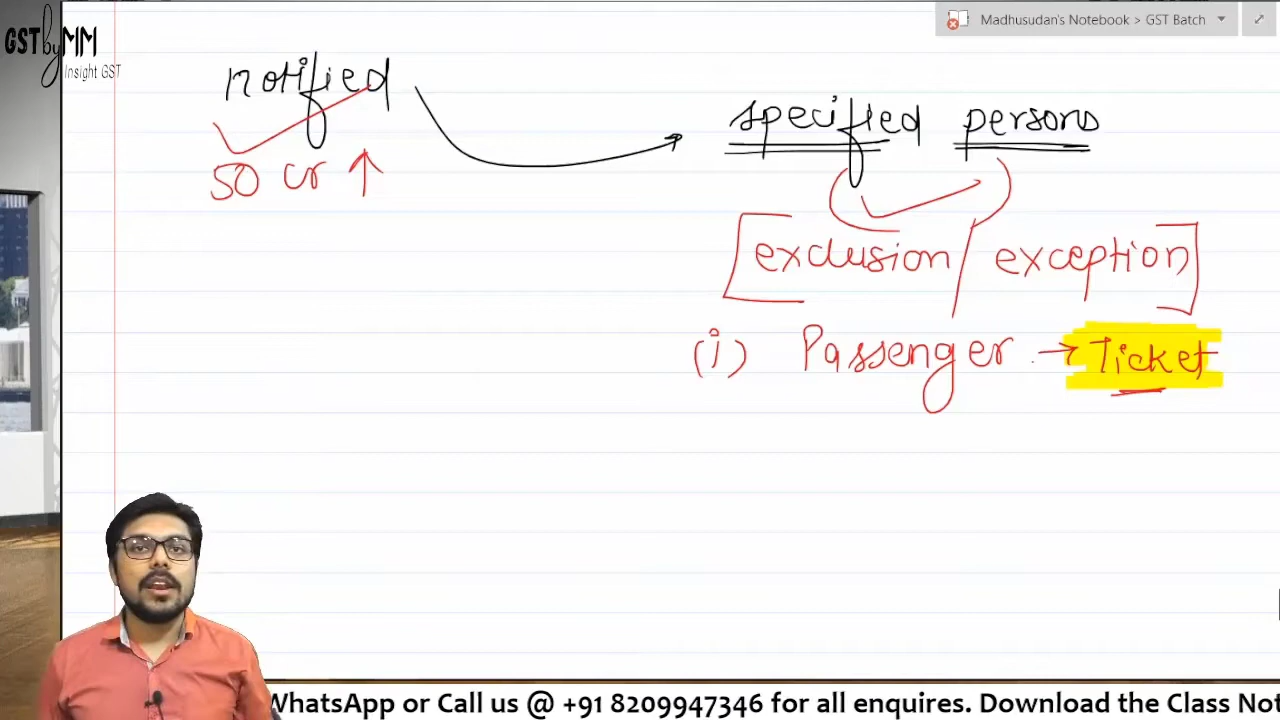 GST by MM
Insight GST
Madhusudan's Notebook > GST Batch
notified
50 cr ↑
specified persons
exclusion / exception
(i) Passenger → Ticket
WhatsApp or Call us @ +91 8209947346 for all enquires. Download the Class Not